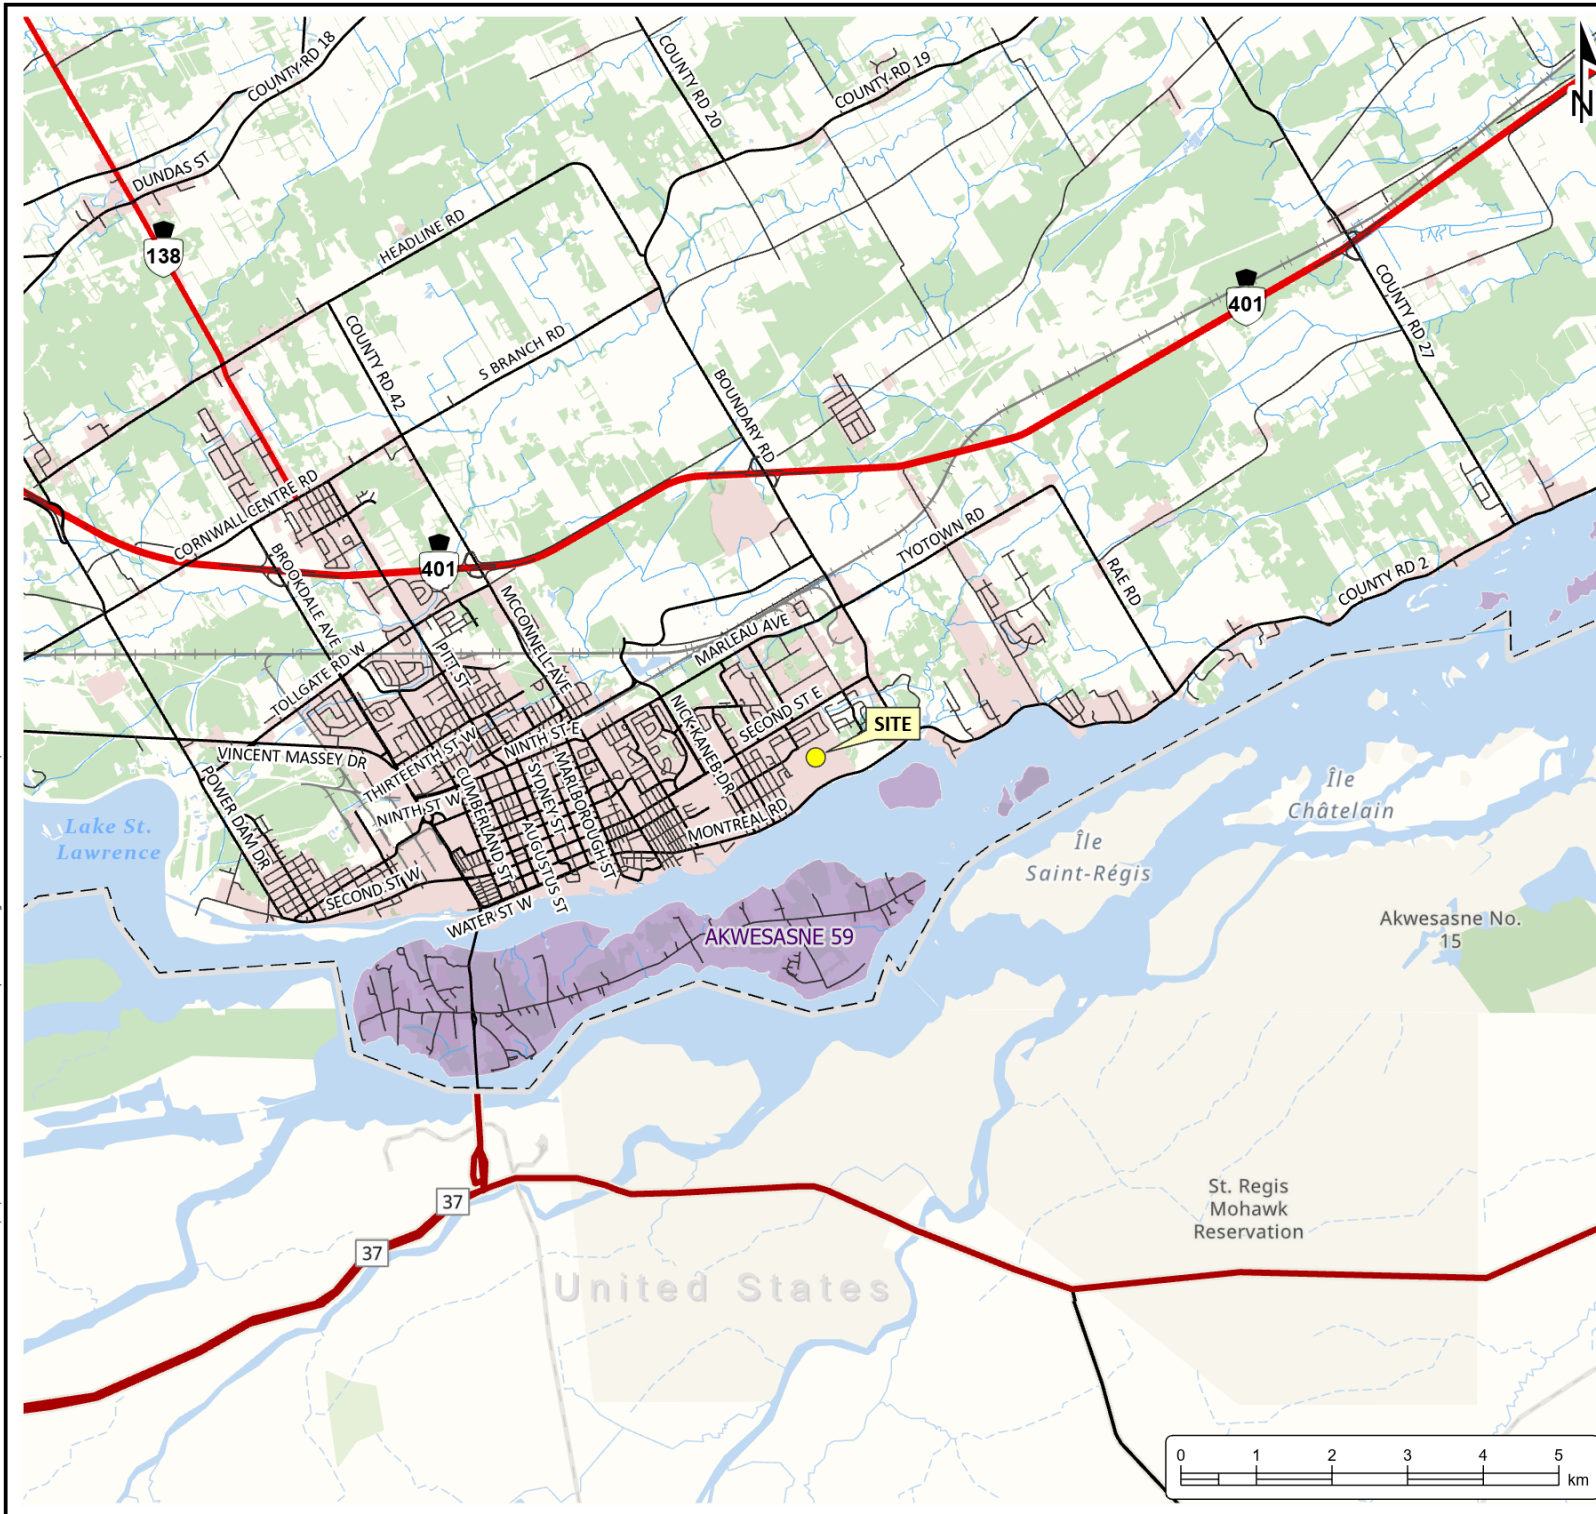 COUNTY RD 18
COUNTY RD 20
COUNTY RD 19
N
DUNDAS ST
138
HEADLINE RD
401
COUNTY RD 27
COUNTY RD 42
S BRANCH RD
BOUNDARY RD
CORNWALL CENTRE RD
TYOTOWN RD
401
BROOKDALE AVE
RAE RD
COUNTY RD 2
MCCONNELL AVE
MARLEAU AVE
TOLLGATE RD W
PITT ST
NICK KANEB DR
SECOND ST E
SITE
NINTH ST E
VINCENT MASSEY DR
THIRTEENTH ST W
POWER DAM DR
NINTH ST W
CUMBERLAND ST
SYDNEY ST
MARLBOROUGH ST
AUGUSTUS ST
MONTREAL RD
Lake St.
Lawrence
Île
Châtelain
Île
Saint-Régis
SECOND ST W
WATER ST W
AKWESASNE 59
Akwesasne No.
15
37
37
St. Regis
Mohawk
Reservation
United States
0 1 2 3 4 5
km